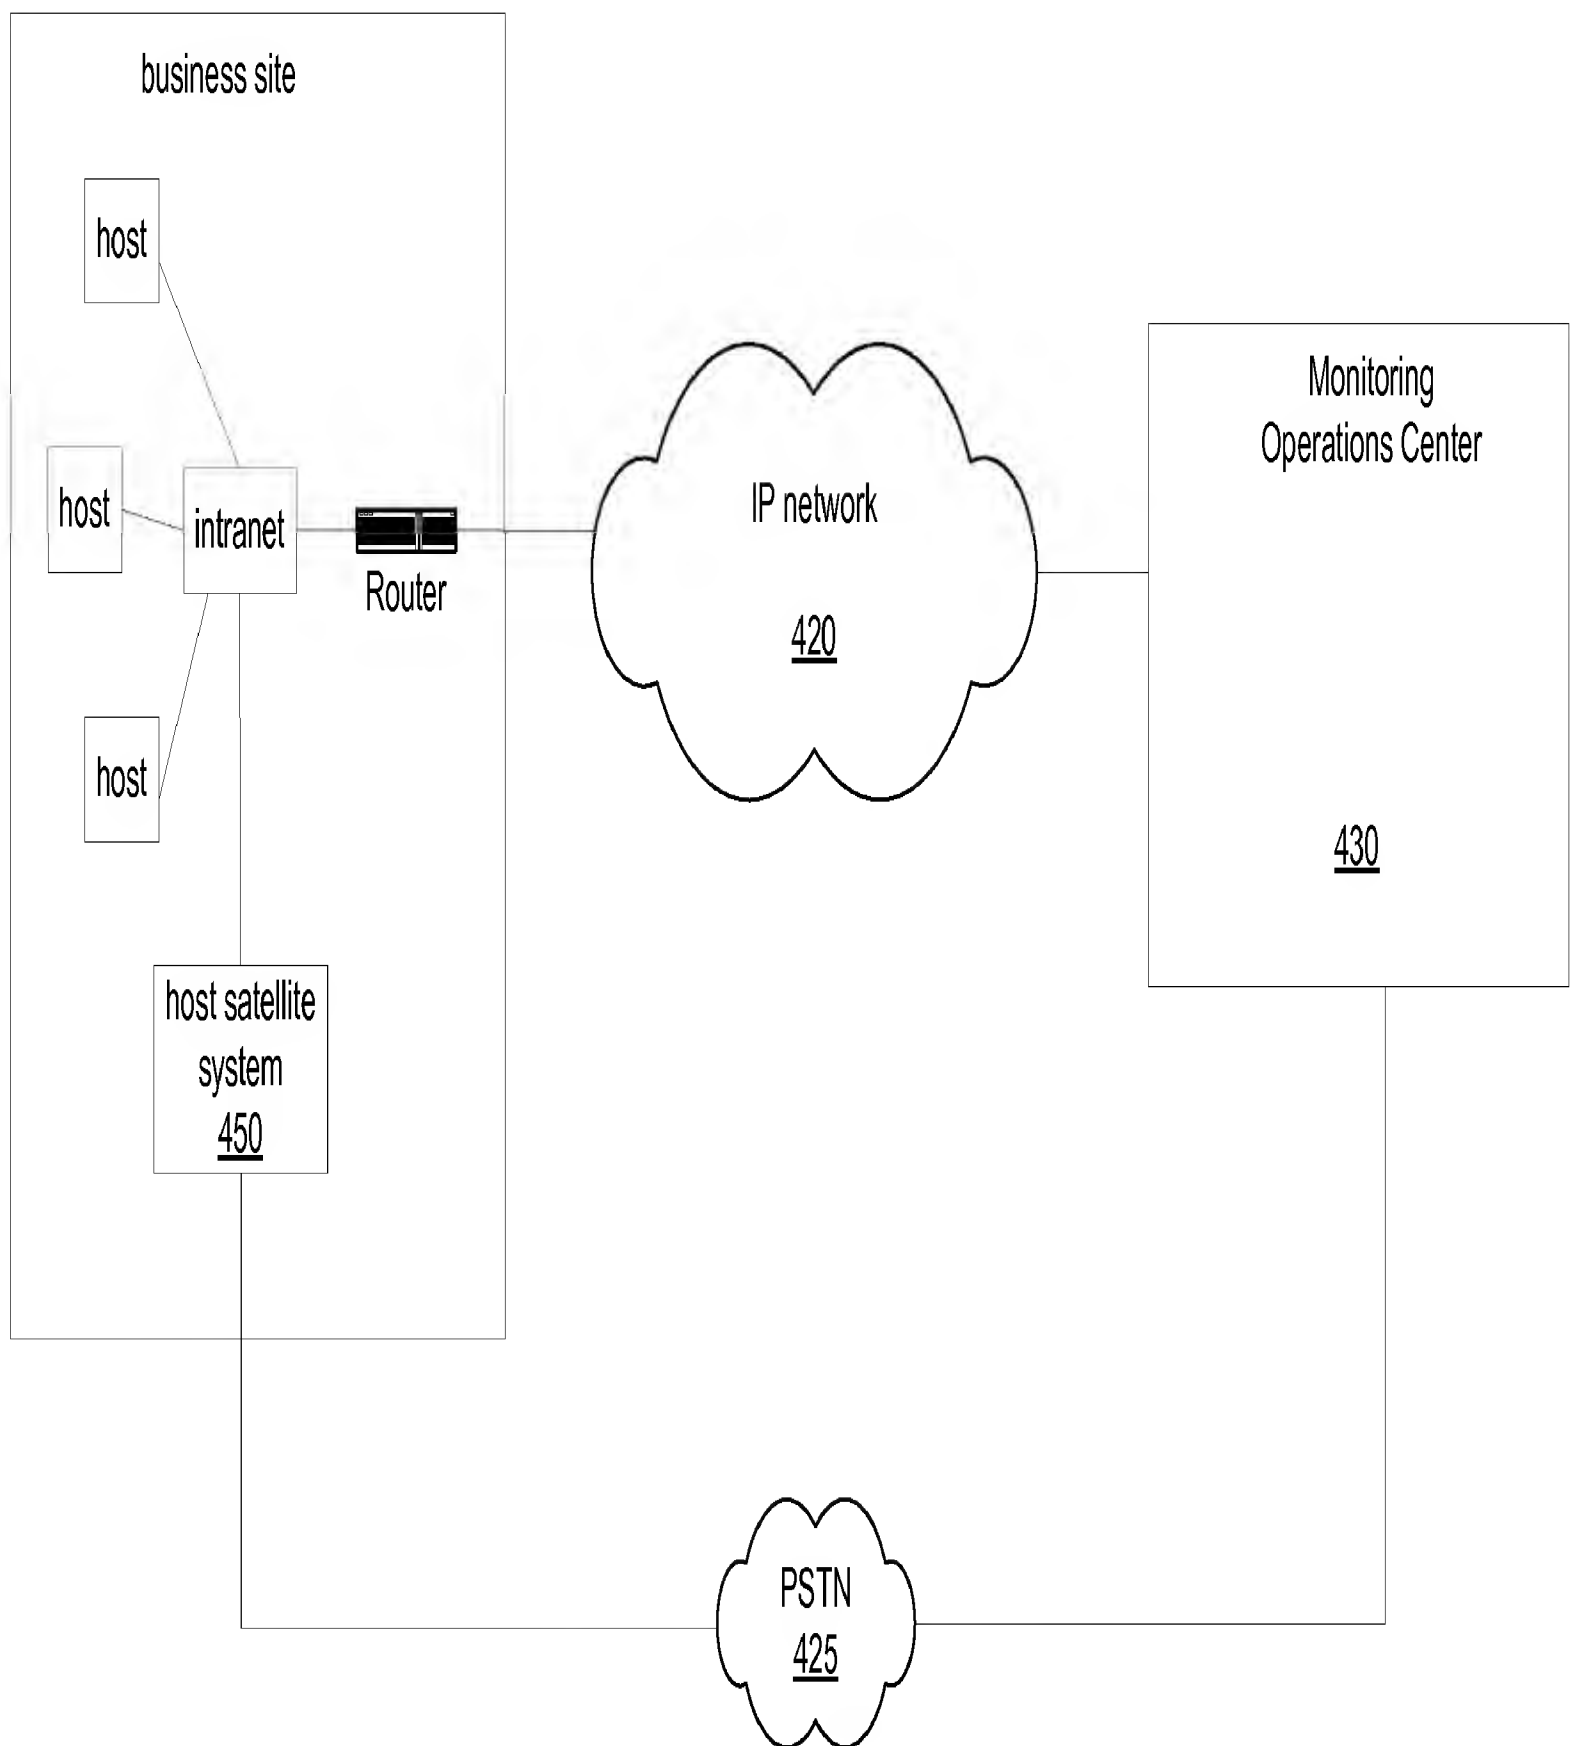 business site
host
host
intranet
Router
host
host satellite
system
450
IP network
420
Monitoring
Operations Center
430
PSTN
425